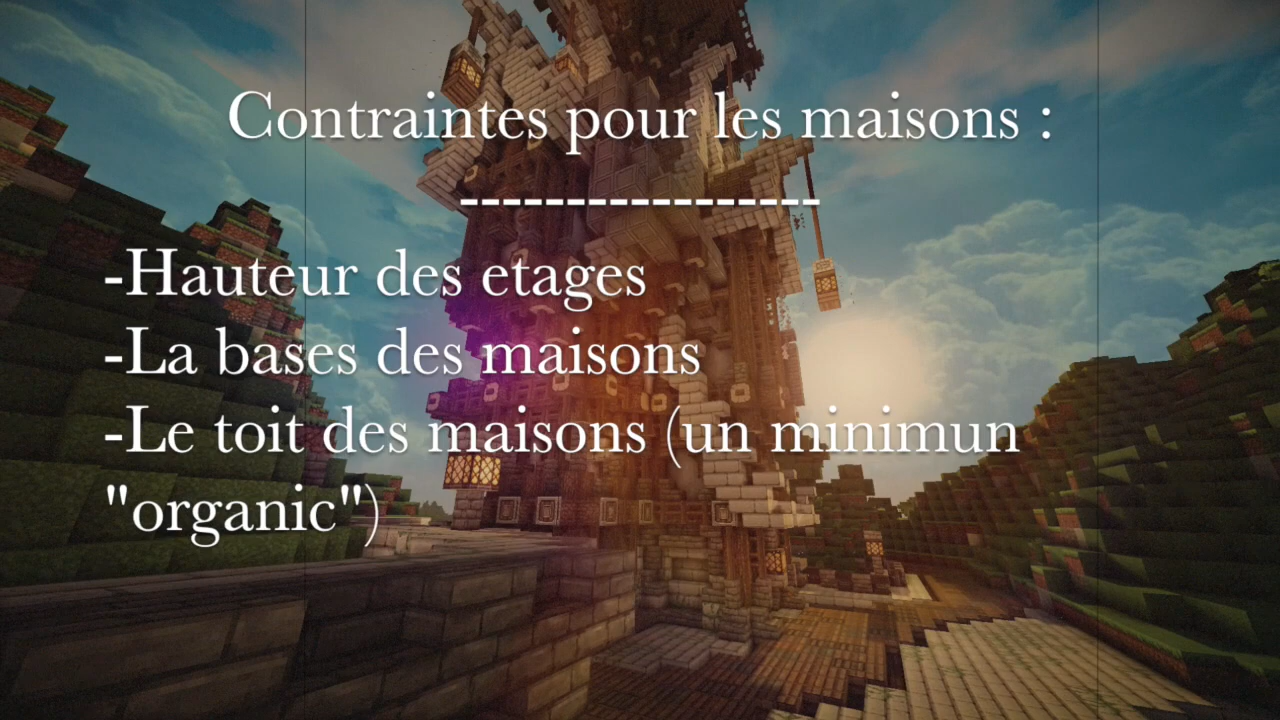 Contraintes pour les maisons :
-----------------
-Hauteur des etages
-La bases des maisons
-Le toit des maisons (un minimun
"organic")